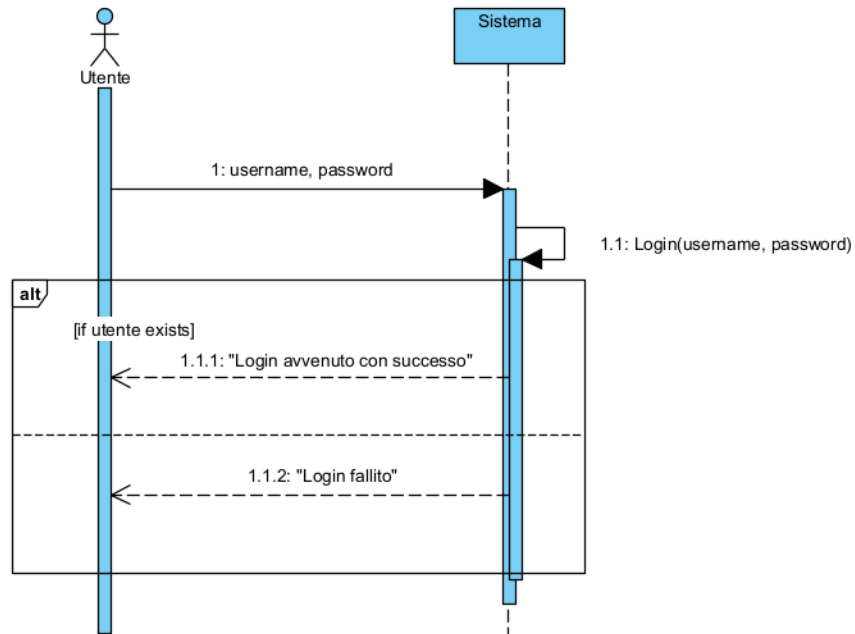 Utente
Sistema
1: username, password
1.1: Login(username, password)
alt
[if utente exists]
1.1.1: "Login avvenuto con successo"
1.1.2: "Login fallito"